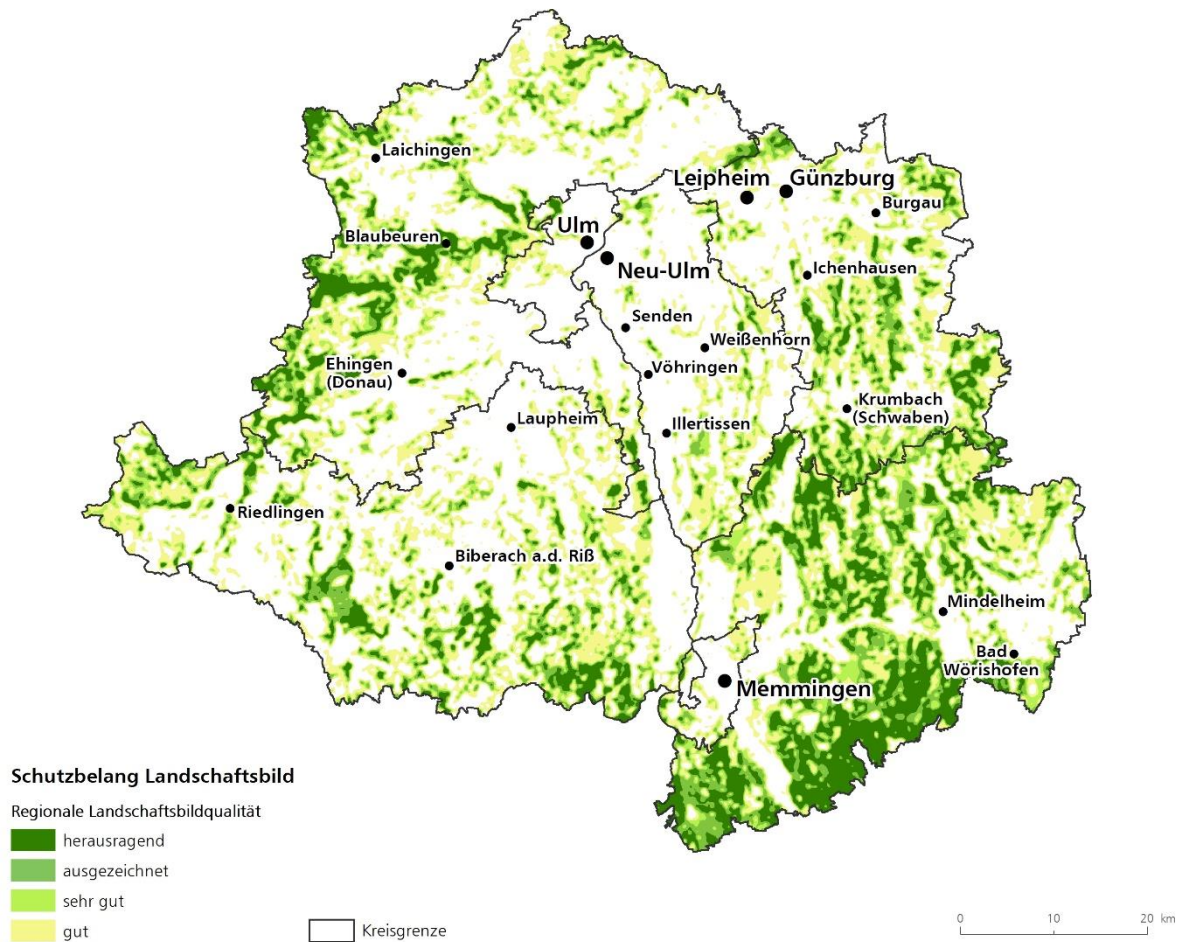 Laichingen
Leipheim
Günzburg
Burgau
Ulm
Blaubeuren
Neu-Ulm
Ichenhausen
Senden
Weißenhorn
Ehingen
(Donau)
Vöhringen
Krumbach
(Schwaben)
Laupheim
Illertissen
Riedlingen
Biberach a.d. Riß
Mindelheim
Bad
Wörishofen
Memmingen
Schutzbelang Landschaftsbild
Regionale Landschaftsbildqualität
herausragend
ausgezeichnet
sehr gut
gut
Kreisgrenze
0 10 20 km